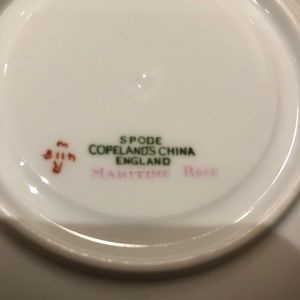 SPODE
COPELAND'S CHINA
ENGLAND
MARITIME ROSE